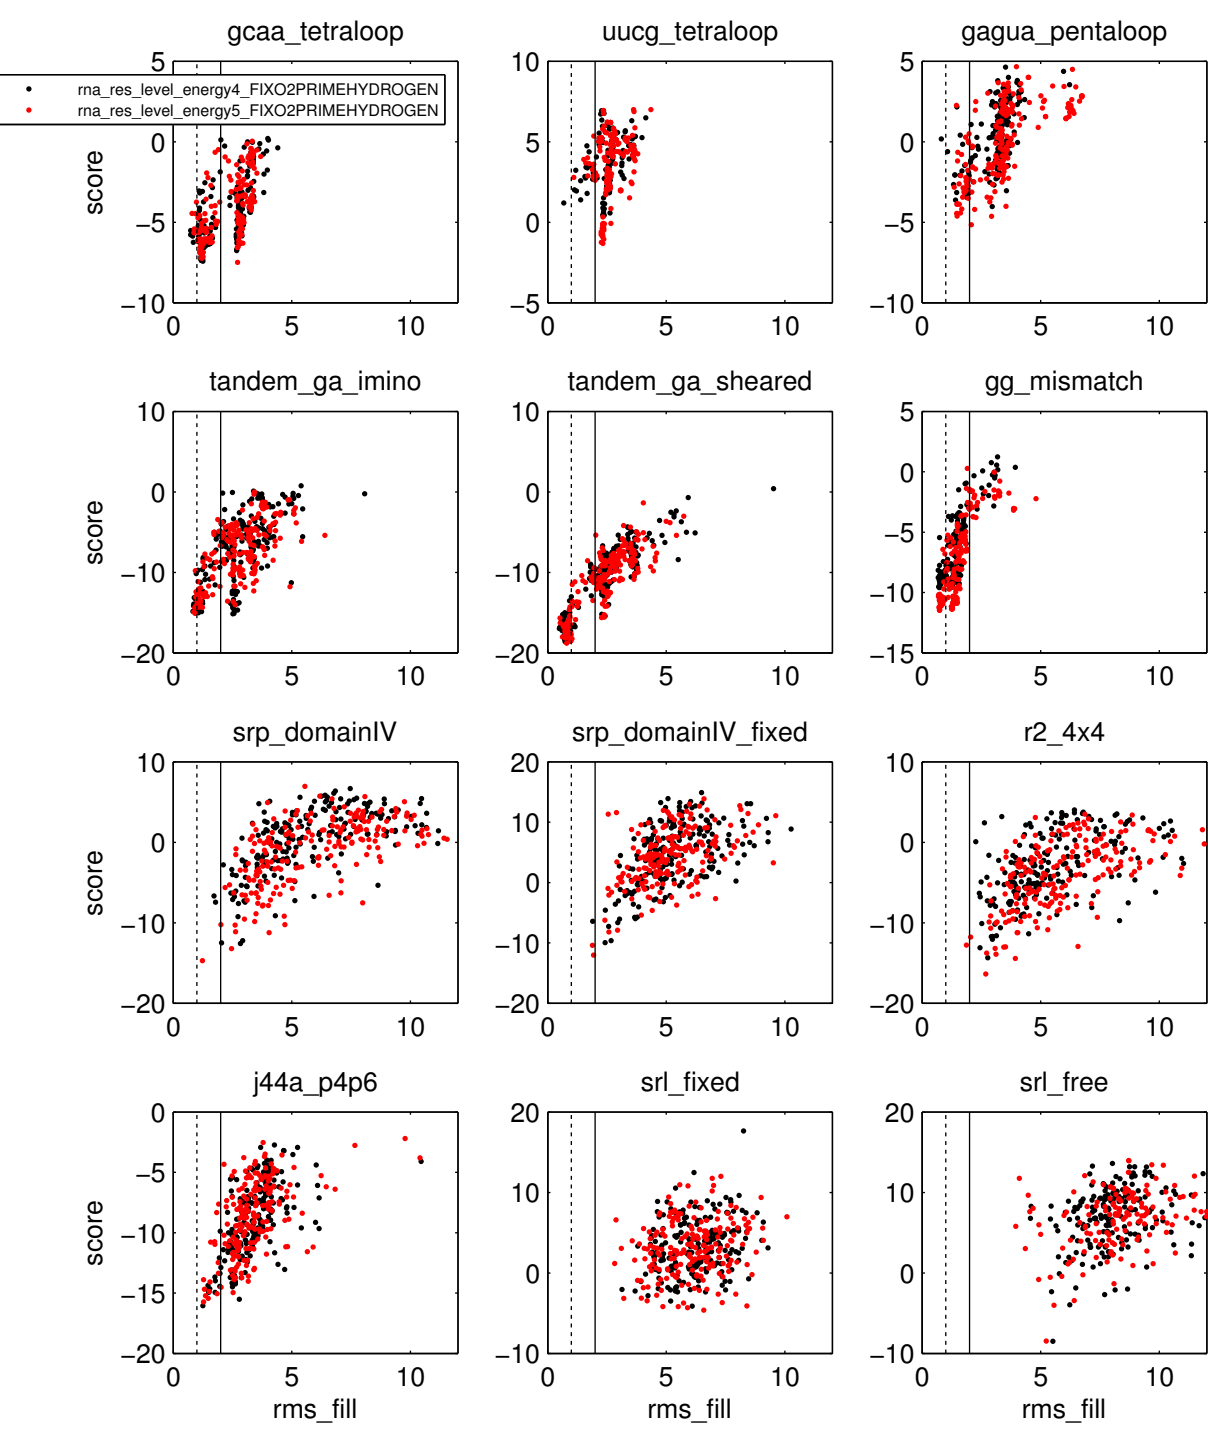 gcaa_tetraloop uucg_tetraloop gagua_pentaloop
5 10 5
rna_res_level_energy4_FIXO2PRIMEHYDROGEN
rna_res_level_energy5_FIXO2PRIMEHYDROGEN
score 0 5 0
−5 0 −5
−10 −5 −10
0 5 10 0 5 10 0 5 10
tandem_ga_imino tandem_ga_sheared gg_mismatch
10 10 5
0 0 0
score −5
−10 −10 −10
−20 −20 −15
0 5 10 0 5 10 0 5 10
srp_domainIV srp_domainIV_fixed r2_4x4
10 20 10
10
score 0 0 0
−10 −10 −10
−20 −20 −20
0 5 10 0 5 10 0 5 10
j44a_p4p6 srl_fixed srl_free
0 20 20
−5 10 10
score −10
0 0
−15
−20 −10 −10
0 5 10 0 5 10 0 5 10
rms_fill rms_fill rms_fill